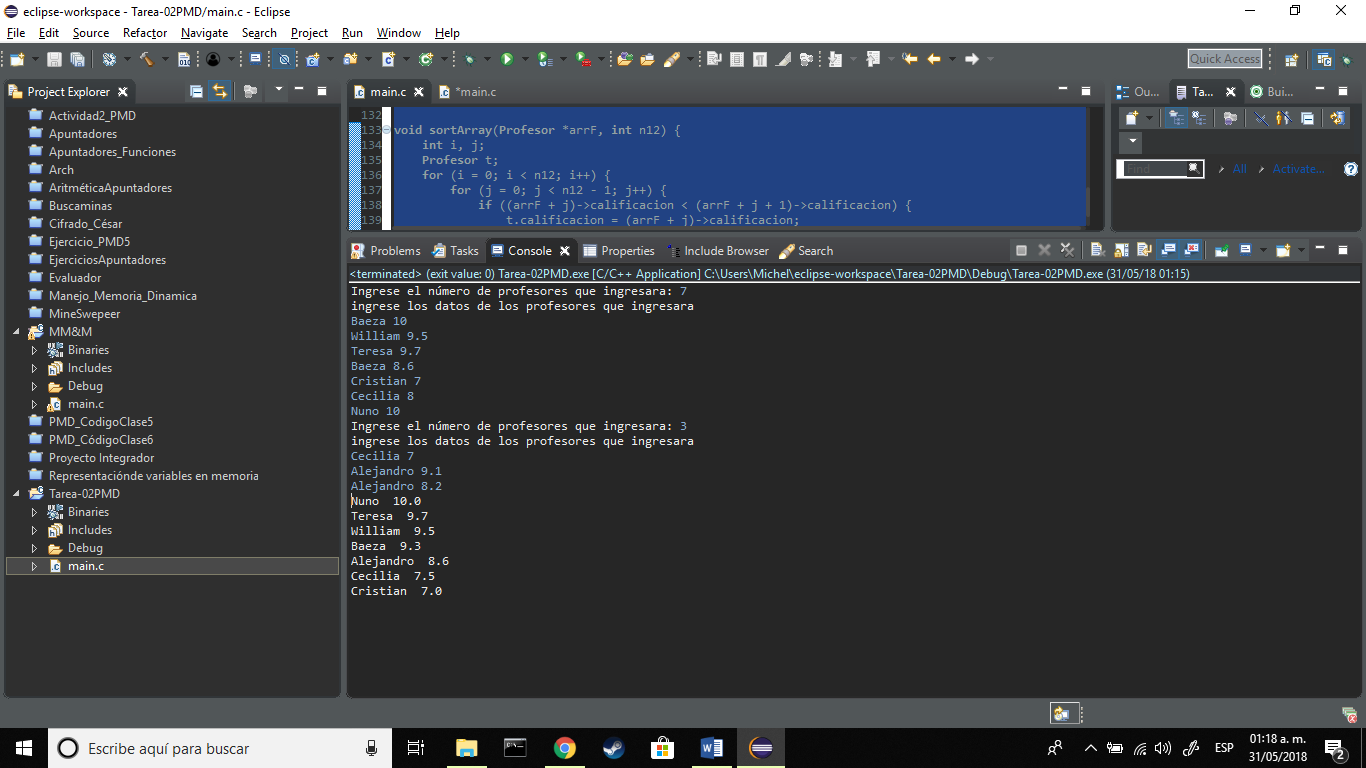 eclipse-workspace - Tarea-02PMD/main.c - Eclipse
File Edit Source Refactor Navigate Search Project Run Window Help
Quick Access
Project Explorer
main.c
*main.c
Ou...
Ta...
Bui...
Actividad2_PMD
Apuntadores
Apuntadores_Funciones
Arch
AritméticaApuntadores
Buscaminas
Cifrado_César
Ejercicio_PMD5
EjerciciosApuntadores
Evaluador
Manejo_Memoria_Dinamica
MineSwepeer
MM&M
Binaries
Includes
Debug
main.c
PMD_CodigoClase5
PMD_CódigoClase6
Proyecto Integrador
Representaciónde variables en memoria
Tarea-02PMD
Binaries
Includes
Debug
main.c
132
133 void sortArray(Profesor *arrF, int n12) {
134 int i, j;
135 Profesor t;
136 for (i = 0; i < n12; i++) {
137 for (j = 0; j < n12 - 1; j++) {
138 if ((arrF + j)->calificacion < (arrF + j + 1)->calificacion) {
139 t.calificacion = (arrF + j)->calificacion;
Find
All
Activate...
Problems Tasks Console Properties Include Browser Search
<terminated> (exit value: 0) Tarea-02PMD.exe [C/C++ Application] C:\Users\Michel\eclipse-workspace\Tarea-02PMD\Debug\Tarea-02PMD.exe (31/05/18 01:15)
Ingrese el número de profesores que ingresara: 7
ingrese los datos de los profesores que ingresara
Baeza 10
William 9.5
Teresa 9.7
Baeza 8.6
Cristian 7
Cecilia 8
Nuno 10
Ingrese el número de profesores que ingresara: 3
ingrese los datos de los profesores que ingresara
Cecilia 7
Alejandro 9.1
Alejandro 8.2
Nuno  10.0
Teresa  9.7
William  9.5
Baeza  9.3
Alejandro  8.6
Cecilia  7.5
Cristian  7.0
Escribe aquí para buscar
ESP
01:18 a. m.
31/05/2018
2